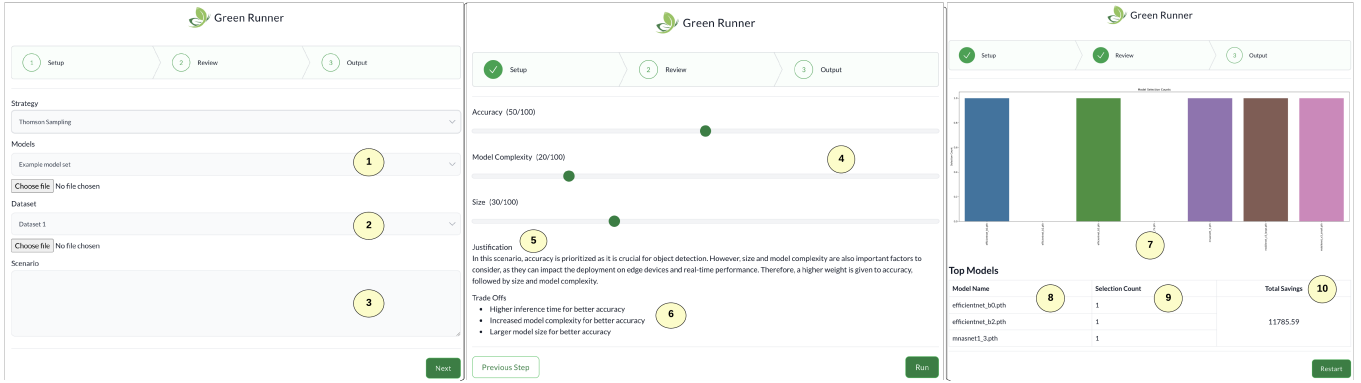 Green Runner
1 Setup
2 Review
3 Output
Strategy
Thomson Sampling
Models
Example model set
1
Choose file No file chosen
Dataset
Dataset 1
2
Choose file No file chosen
Scenario
3
Next
Green Runner
Setup
2 Review
3 Output
Accuracy (50/100)
Model Complexity (20/100)
4
Size (30/100)
5
Justification
In this scenario, accuracy is prioritized as it is crucial for object detection. However, size and model complexity are also important factors to
consider, as they can impact the deployment on edge devices and real-time performance. Therefore, a higher weight is given to accuracy,
followed by size and model complexity.
Trade Offs
• Higher inference time for better accuracy
• Increased model complexity for better accuracy
• Larger model size for better accuracy
6
Previous Step
Run
Green Runner
Setup
Review
3 Output
Model Selection Counts
7
Top Models
Model Name Selection Count Total Savings
8
9
10
efficientnet_b0.pth 1
efficientnet_b2.pth 1
11785.59
mnasnet1_3.pth 1
Restart